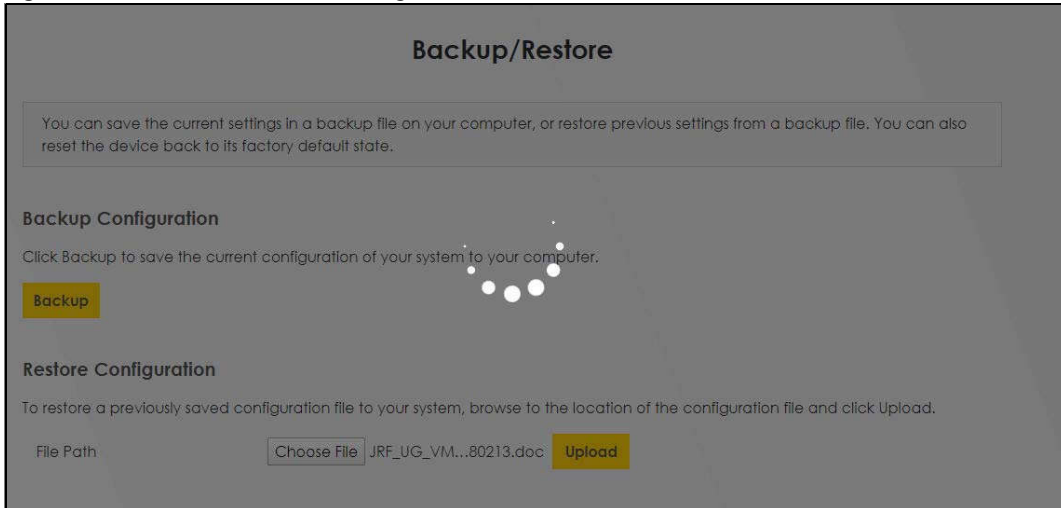 Backup/Restore
You can save the current settings in a backup file on your computer, or restore previous settings from a backup file. You can also
reset the device back to its factory default state.
Backup Configuration
Click Backup to save the current configuration of your system to your computer.
Backup
Restore Configuration
To restore a previously saved configuration file to your system, browse to the location of the configuration file and click Upload.
File Path Choose File JRF_UG_VM...80213.doc Upload